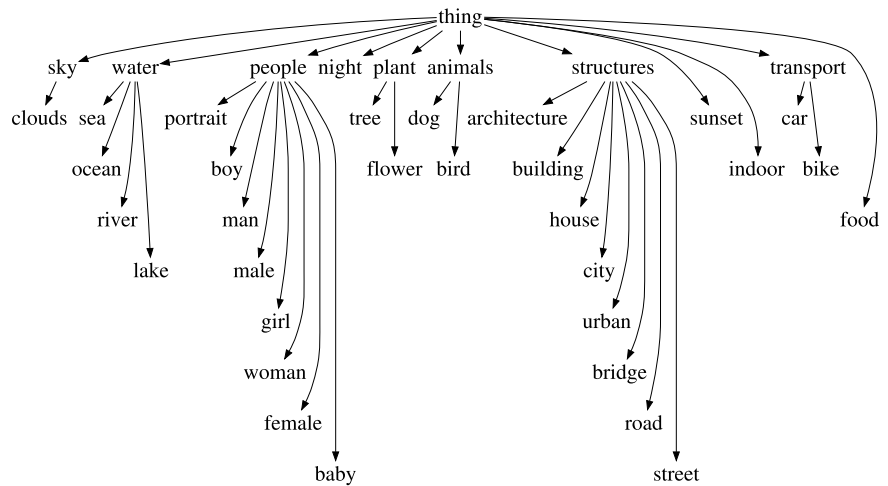 thing
sky water people night plant animals structures transport
clouds sea portrait tree dog architecture sunset car
ocean boy flower bird building indoor bike
river man house food
lake male city
girl urban
woman bridge
female road
baby street